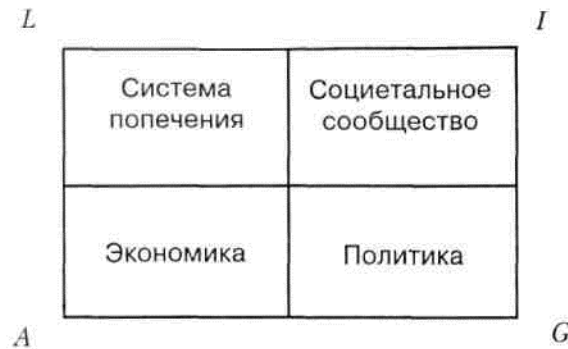 L I
Система Социетальное
попечения сообщество
Экономика Политика
A G